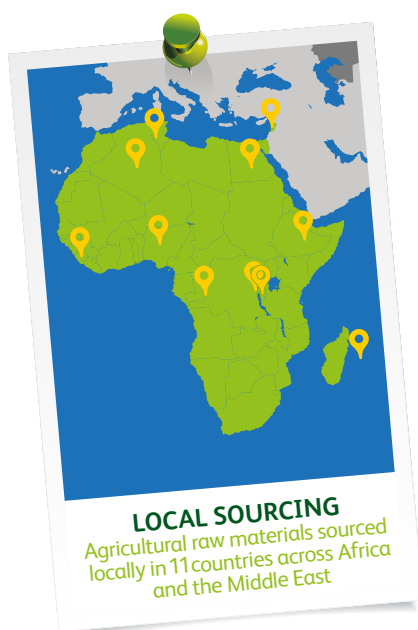 LOCAL SOURCING
Agricultural raw materials sourced
locally in 11 countries across Africa
and the Middle East